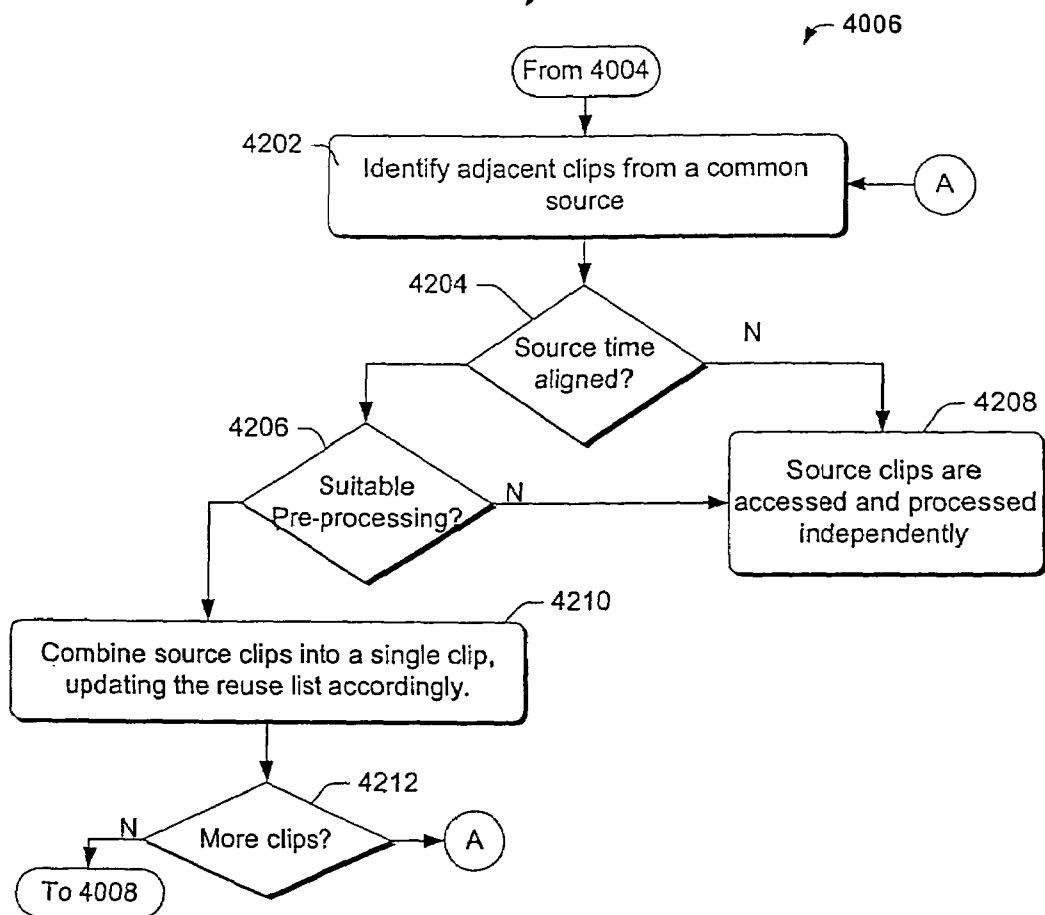 4006
From 4004
4202
Identify adjacent clips from a common
source
A
4204
Source time
aligned?
N
4206
Suitable
Pre-processing?
N
4208
Source clips are
accessed and processed
independently
4210
Combine source clips into a single clip,
updating the reuse list accordingly.
4212
More clips?
N
A
To 4008